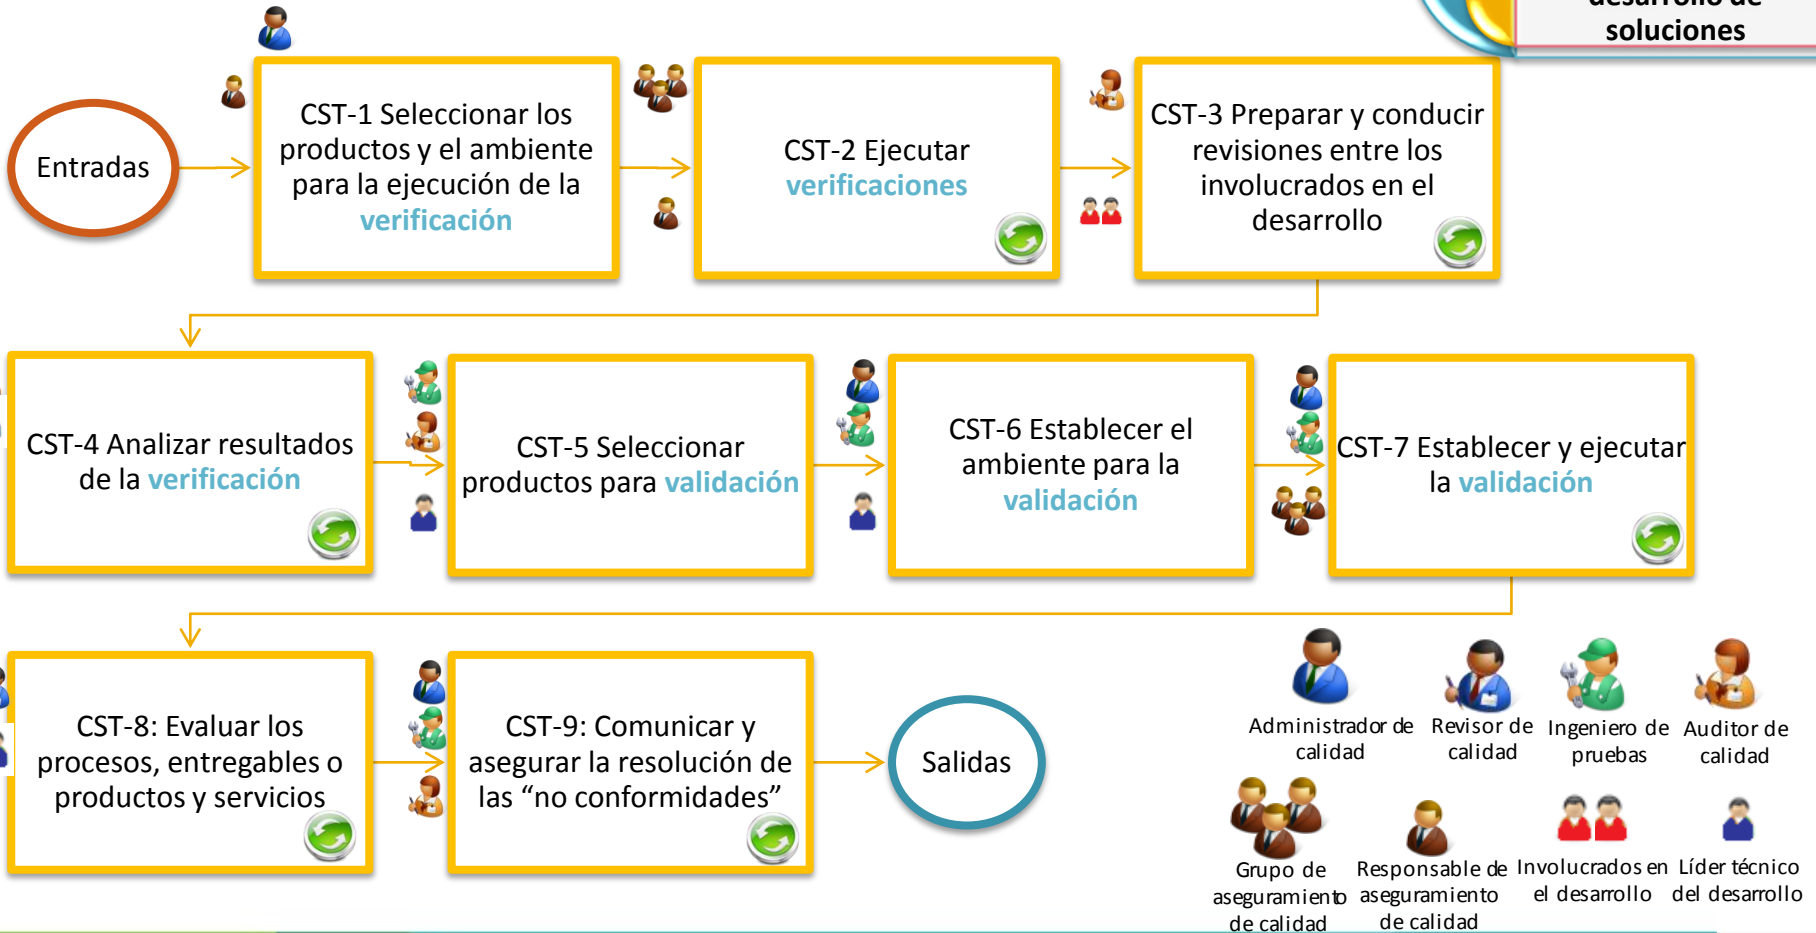 desarrollo de
soluciones
Entradas
CST-1 Seleccionar los
productos y el ambiente
para la ejecución de la
verificación
CST-2 Ejecutar
verificaciones
CST-3 Preparar y conducir
revisiones entre los
involucrados en el
desarrollo
CST-4 Analizar resultados
de la verificación
CST-5 Seleccionar
productos para validación
CST-6 Establecer el
ambiente para la
validación
CST-7 Establecer y ejecutar
la validación
CST-8: Evaluar los
procesos, entregables o
productos y servicios
CST-9: Comunicar y
asegurar la resolución de
las “no conformidades”
Salidas
Administrador de
calidad
Revisor de
calidad
Ingeniero de
pruebas
Auditor de
calidad
Grupo de
aseguramiento
de calidad
Responsable de
aseguramiento
de calidad
Involucrados en
el desarrollo
Líder técnico
del desarrollo